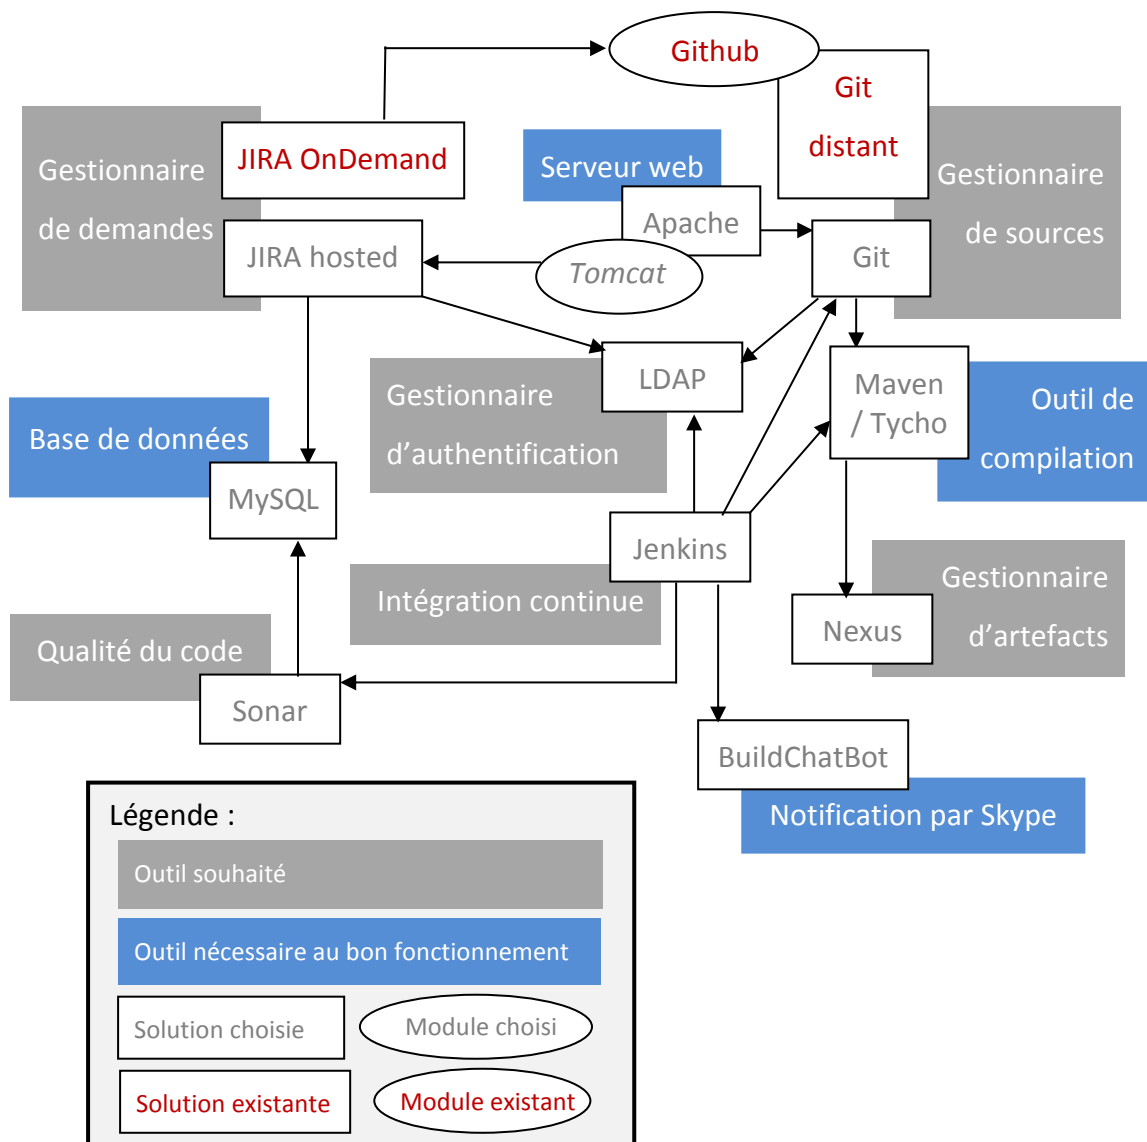 Github
Git
distant
JIRA OnDemand
Gestionnaire
de demandes
Serveur web
Gestionnaire
de sources
Apache
JIRA hosted
Tomcat
Git
LDAP
Gestionnaire
d’authentification
Maven
/ Tycho
Outil de
compilation
Base de données
MySQL
Jenkins
Intégration continue
Gestionnaire
d’artefacts
Nexus
Qualité du code
Sonar
BuildChatBot
Notification par Skype
Légende :
Outil souhaité
Outil nécessaire au bon fonctionnement
Solution choisie
Module choisi
Solution existante
Module existant